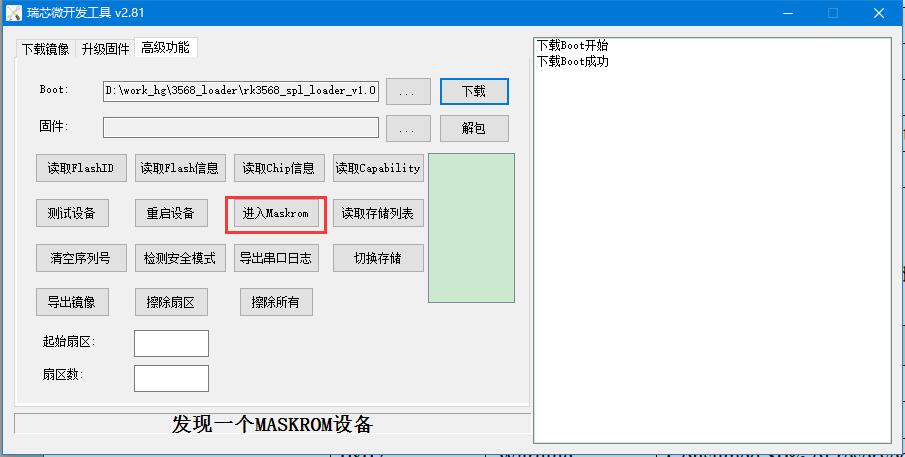 瑞芯微开发工具 v2.81
下载镜像 升级固件 高级功能
Boot: D:\work_hg\3568_loader\rk3568_spl_loader_v1.0 ... 下载
固件: ... 解包
读取FlashID 读取Flash信息 读取Chip信息 读取Capability
测试设备 重启设备 进入Maskrom 读取存储列表
清空序列号 检测安全模式 导出串口日志 切换存储
导出镜像 擦除扇区 擦除所有
起始扇区:
扇区数:
发现一个MASKROM设备
下载Boot开始
下载Boot成功